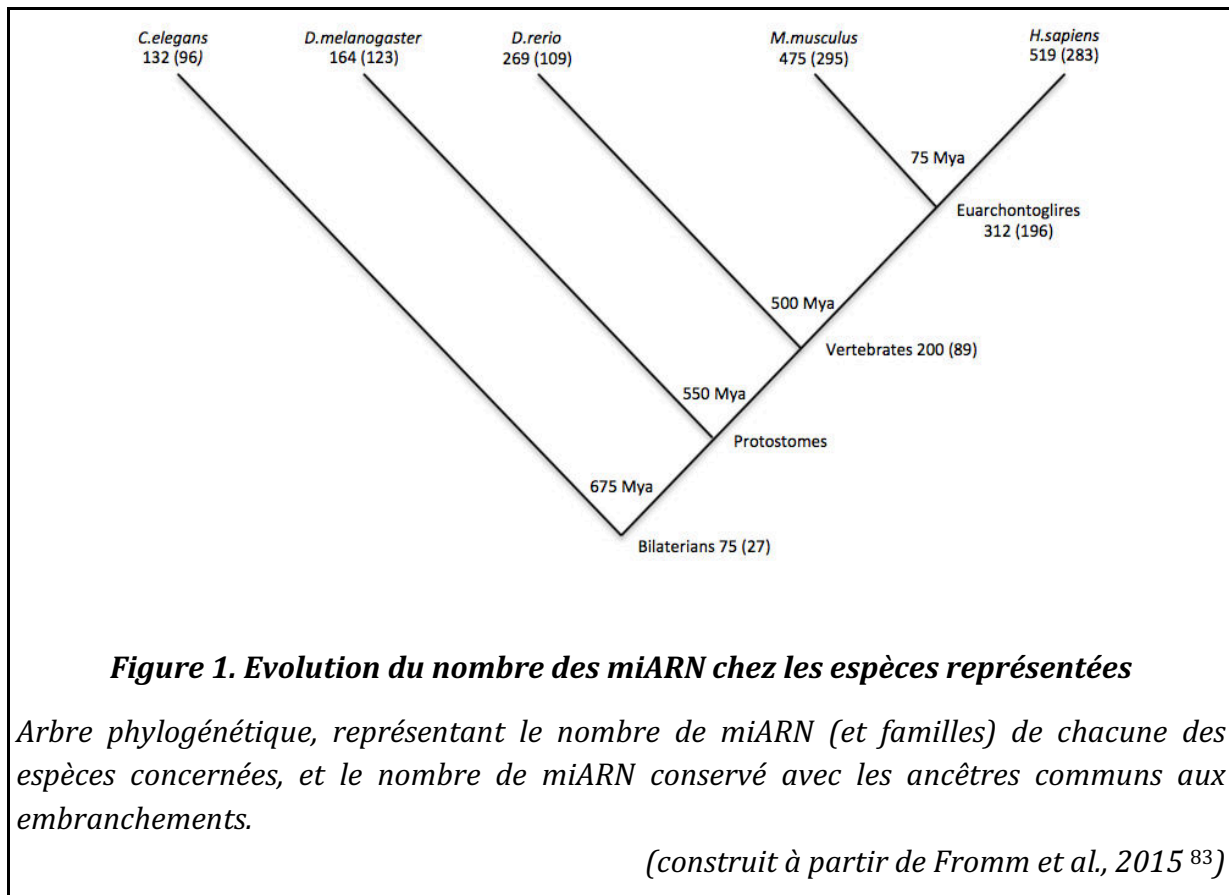 C.elegans D.melanogaster D.rerio M.musculus H.sapiens
132 (96) 164 (123) 269 (109) 475 (295) 519 (283)
75 Mya
Euarchontoglires
312 (196)
500 Mya
Vertebrates 200 (89)
550 Mya
Protostomes
675 Mya
Bilaterians 75 (27)
Figure 1. Evolution du nombre des miARN chez les espèces représentées
Arbre phylogénétique, représentant le nombre de miARN (et familles) de chacune des
espèces concernées, et le nombre de miARN conservé avec les ancêtres communs aux
embranchements.
(construit à partir de Fromm et al., 2015 83)